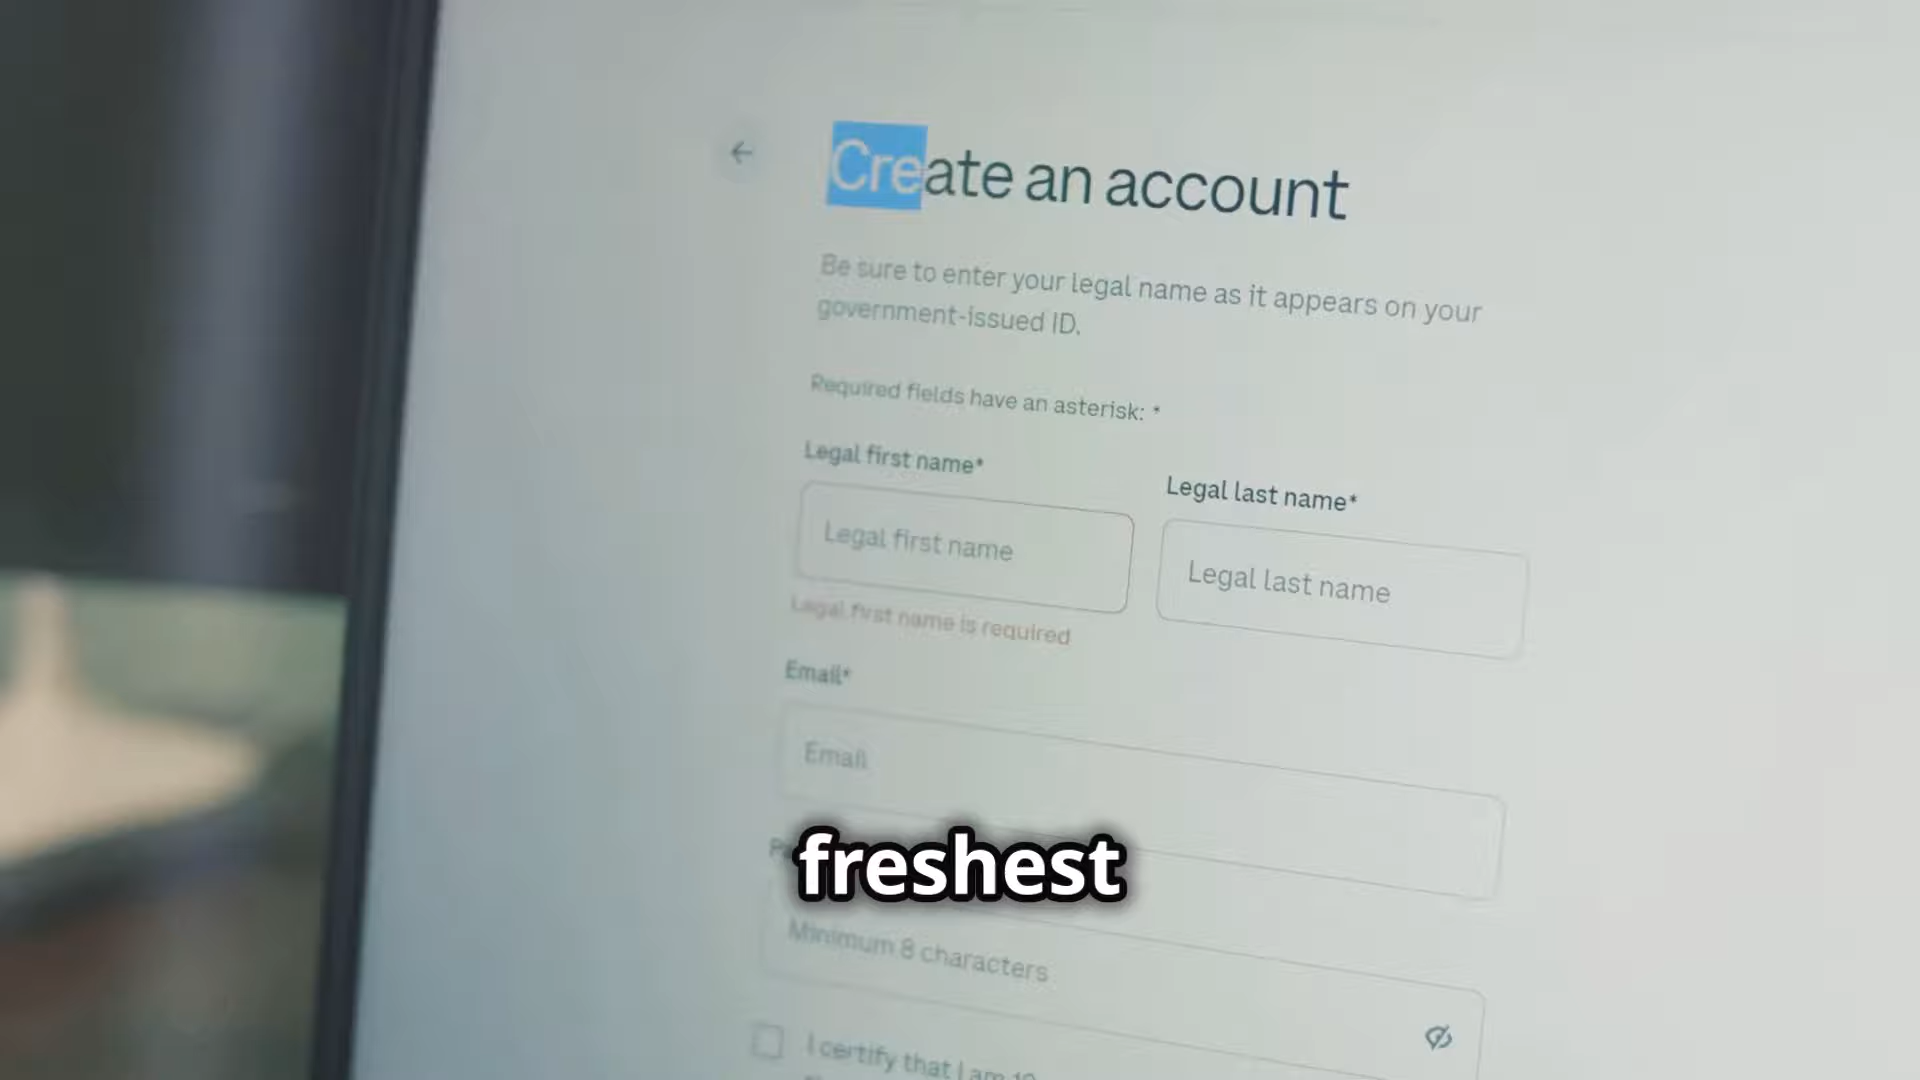 Create an account
Be sure to enter your legal name as it appears on your
government-issued ID.
Required fields have an asterisk: *
Legal first name*
Legal last name*
Legal first name
Legal last name
Legal first name is required
Email*
Email
freshest
Minimum 8 characters
I certify that I am